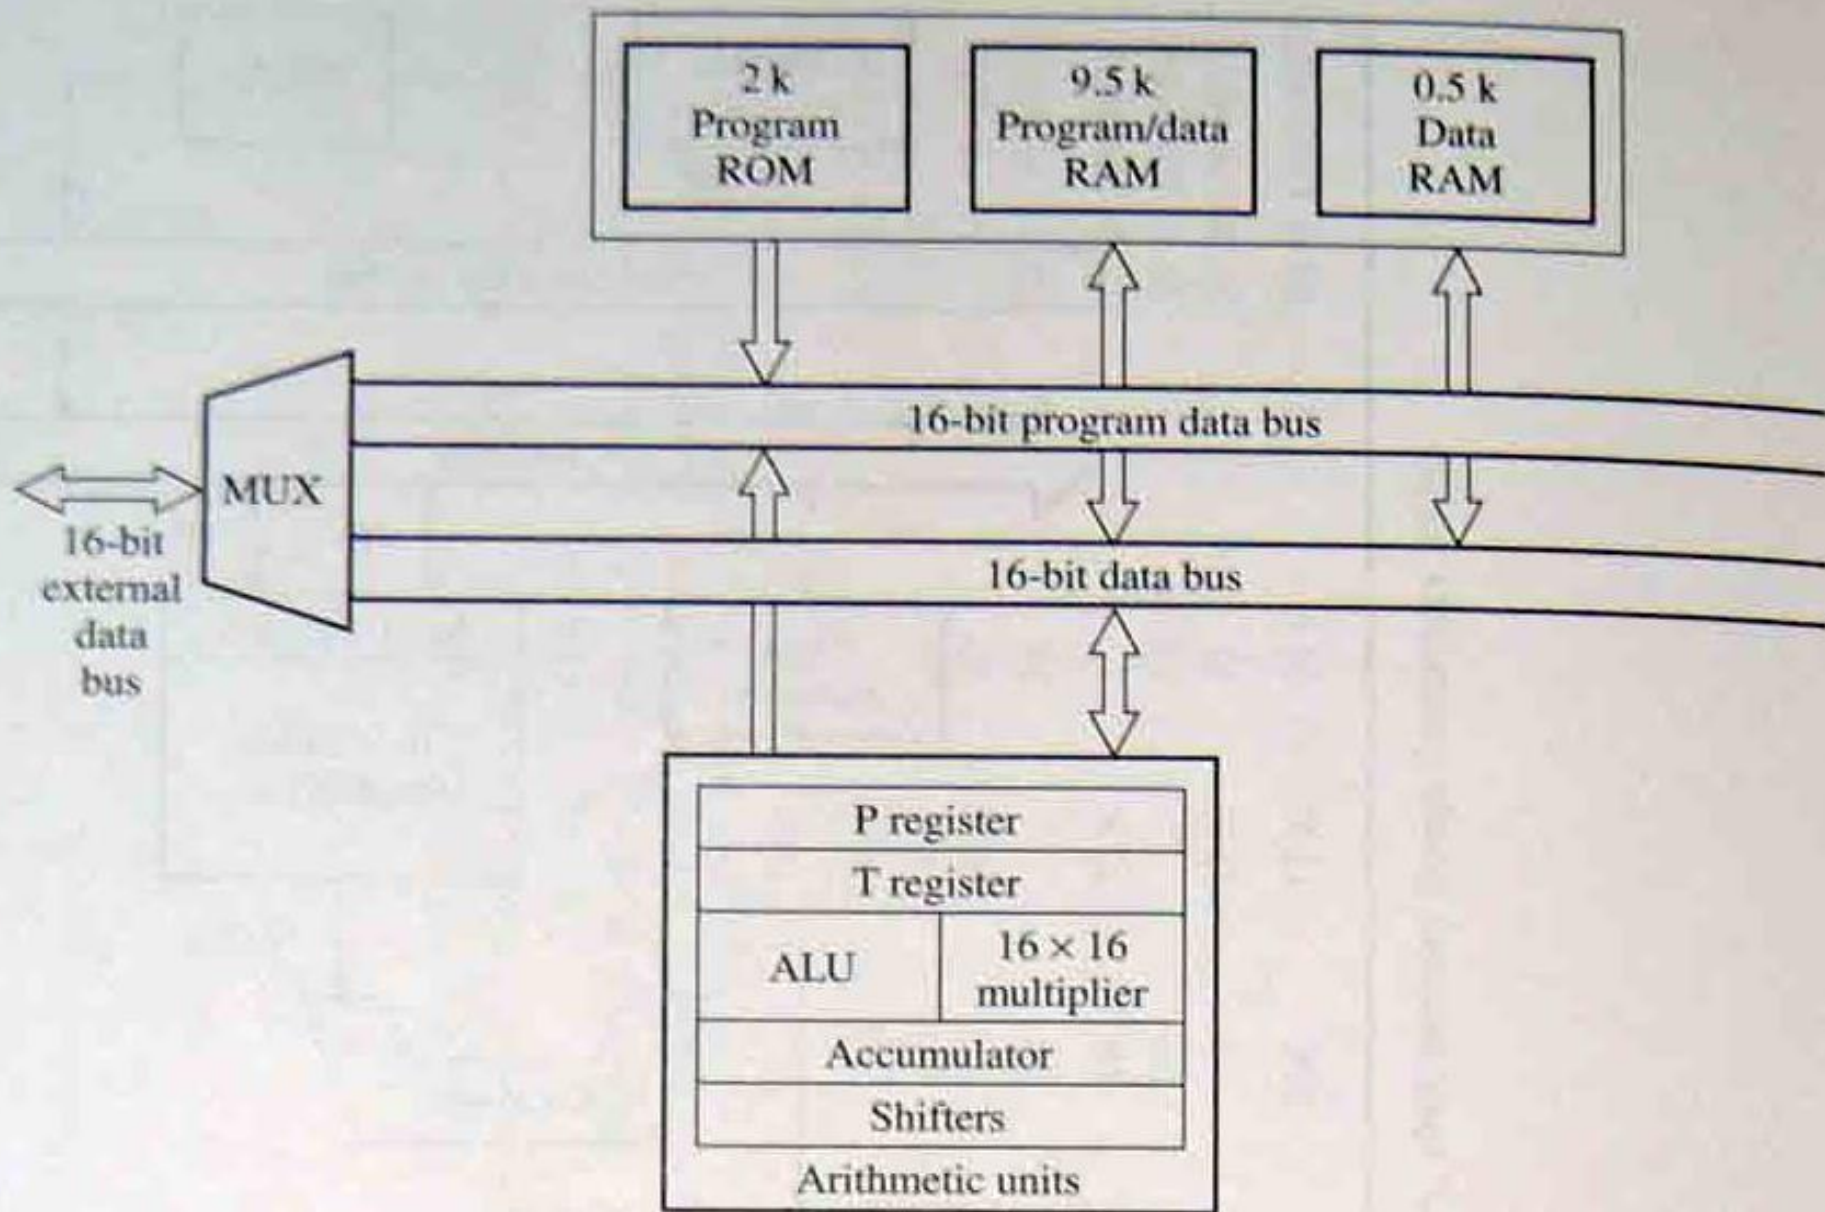 2 k
Program
ROM
9.5 k
Program/data
RAM
0.5 k
Data
RAM
16-bit program data bus
MUX
16-bit
external
data
bus
16-bit data bus
P register
T register
ALU
16 × 16
multiplier
Accumulator
Shifters
Arithmetic units